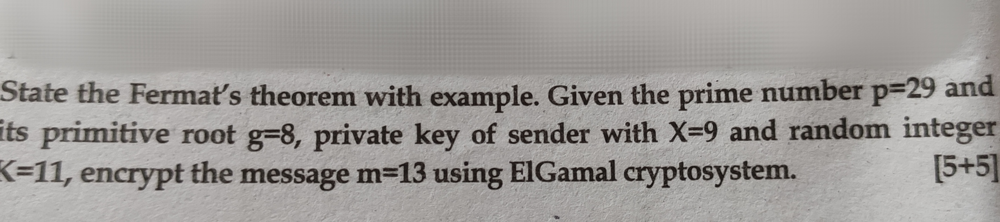 State the Fermat's theorem with example. Given the prime number p=29 and
its primitive root g=8, private key of sender with X=9 and random integer
K=11, encrypt the message m=13 using ElGamal cryptosystem. [5+5]